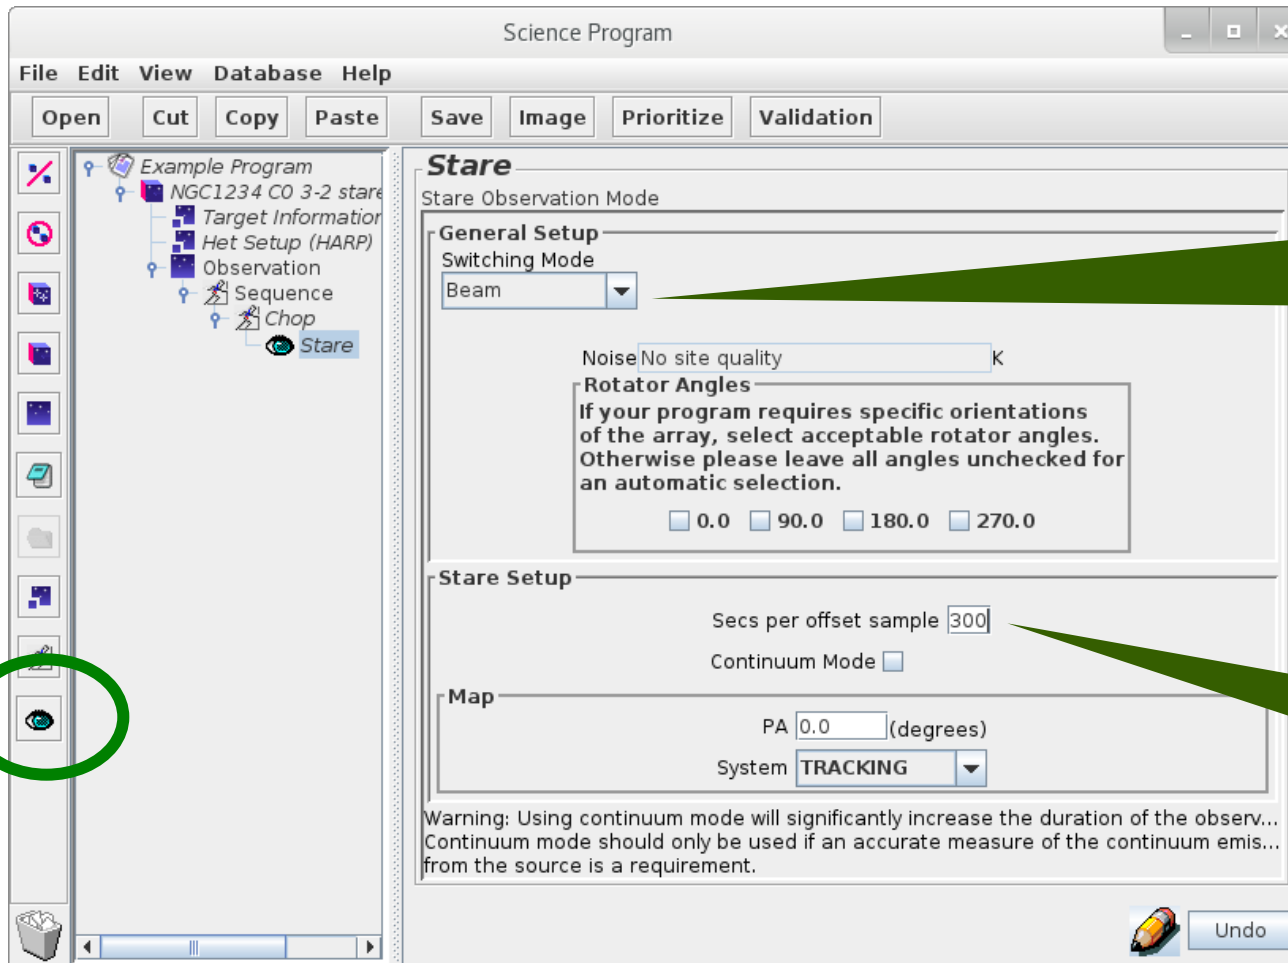 Science Program
File Edit View Database Help
Open Cut Copy Paste Save Image Prioritize Validation
Example Program
NGC1234 CO 3-2 stare
Target Information
Het Setup (HARP)
Observation
Sequence
Chop
Stare
Stare
Stare Observation Mode
General Setup
Switching Mode
Beam
Noise No site quality K
Rotator Angles
If your program requires specific orientations
of the array, select acceptable rotator angles.
Otherwise please leave all angles unchecked for
an automatic selection.
0.0 90.0 180.0 270.0
Stare Setup
Secs per offset sample 300
Continuum Mode
Map
PA 0.0 (degrees)
System TRACKING
Warning: Using continuum mode will significantly increase the duration of the observ...
Continuum mode should only be used if an accurate measure of the continuum emis...
from the source is a requirement.
Undo